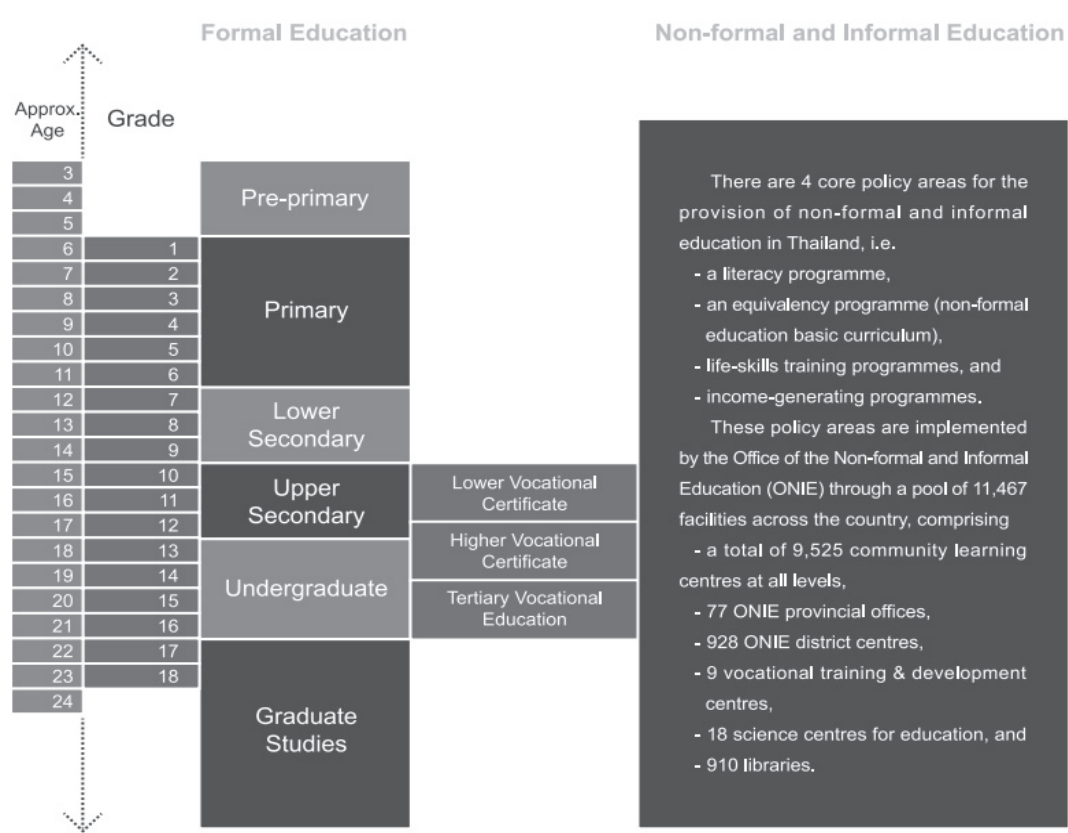 Formal Education
Non-formal and Informal Education
Approx.
Age
Grade
3
4
5
6 1
7 2
8 3
9 4
10 5
11 6
12 7
13 8
14 9
15 10
16 11
17 12
18 13
19 14
20 15
21 16
22 17
23 18
24
Pre-primary
Primary
Lower
Secondary
Upper
Secondary
Undergraduate
Graduate
Studies
Lower Vocational
Certificate
Higher Vocational
Certificate
Tertiary Vocational
Education
There are 4 core policy areas for the
provision of non-formal and informal
education in Thailand, i.e.
- a literacy programme,
- an equivalency programme (non-formal
education basic curriculum),
- life-skills training programmes, and
- income-generating programmes.
These policy areas are implemented
by the Office of the Non-formal and Informal
Education (ONIE) through a pool of 11,467
facilities across the country, comprising
- a total of 9,525 community learning
centres at all levels,
- 77 ONIE provincial offices,
- 928 ONIE district centres,
- 9 vocational training & development
centres,
- 18 science centres for education, and
- 910 libraries.